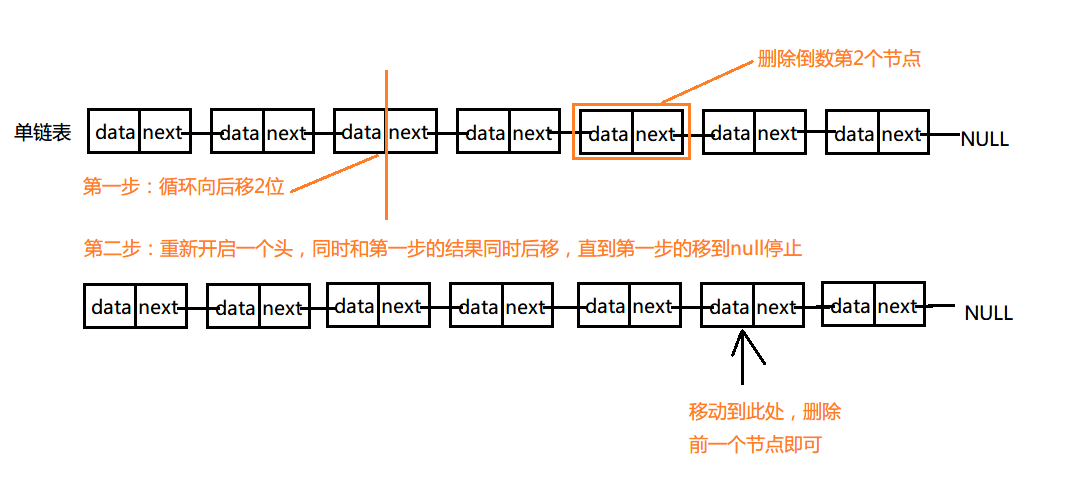 删除倒数第2个节点
单链表 data next data next data next data next data next data next data next NULL
第一步：循环向后移2位
第二步：重新开启一个头，同时和第一步的结果同时后移，直到第一步的移到null停止
data next data next data next data next data next data next data next NULL
移动到此处，删除
前一个节点即可